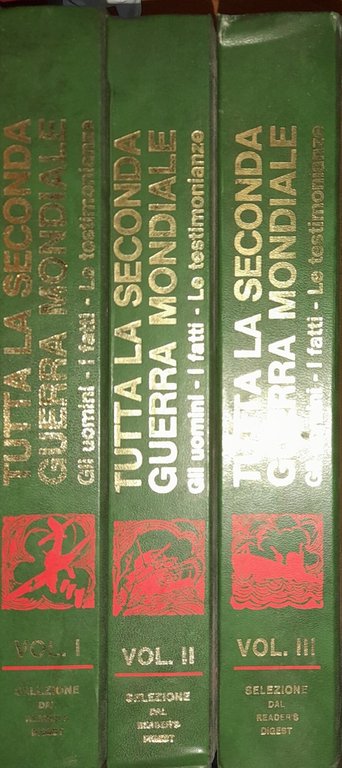 TUTTA LA SECONDA
GUERRA MONDIALE
Gli uomini - i fatti - Le testimonianze
VOL. I
SELEZIONE
DAL
READER'S
DIGEST
TUTTA LA SECONDA
GUERRA MONDIALE
Gli uomini - I fatti - Le testimonianze
VOL. II
SELEZIONE
DAL
READER'S
DIGEST
TUTTA LA SECONDA
GUERRA MONDIALE
Gli uomini - I fatti - Le testimonianze
VOL. III
SELEZIONE
DAL
READER'S
DIGEST